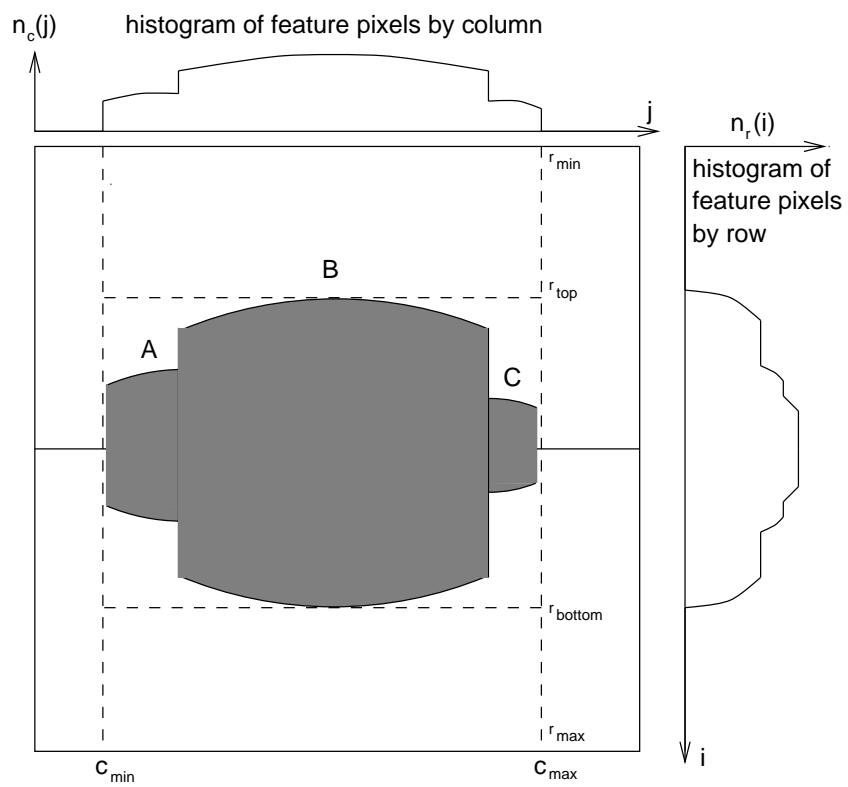 n_c(j) histogram of feature pixels by column
j
n_r(i)
r_min
histogram of
feature pixels
by row
B
r_top
A
C
r_bottom
r_max
c_min
c_max
i